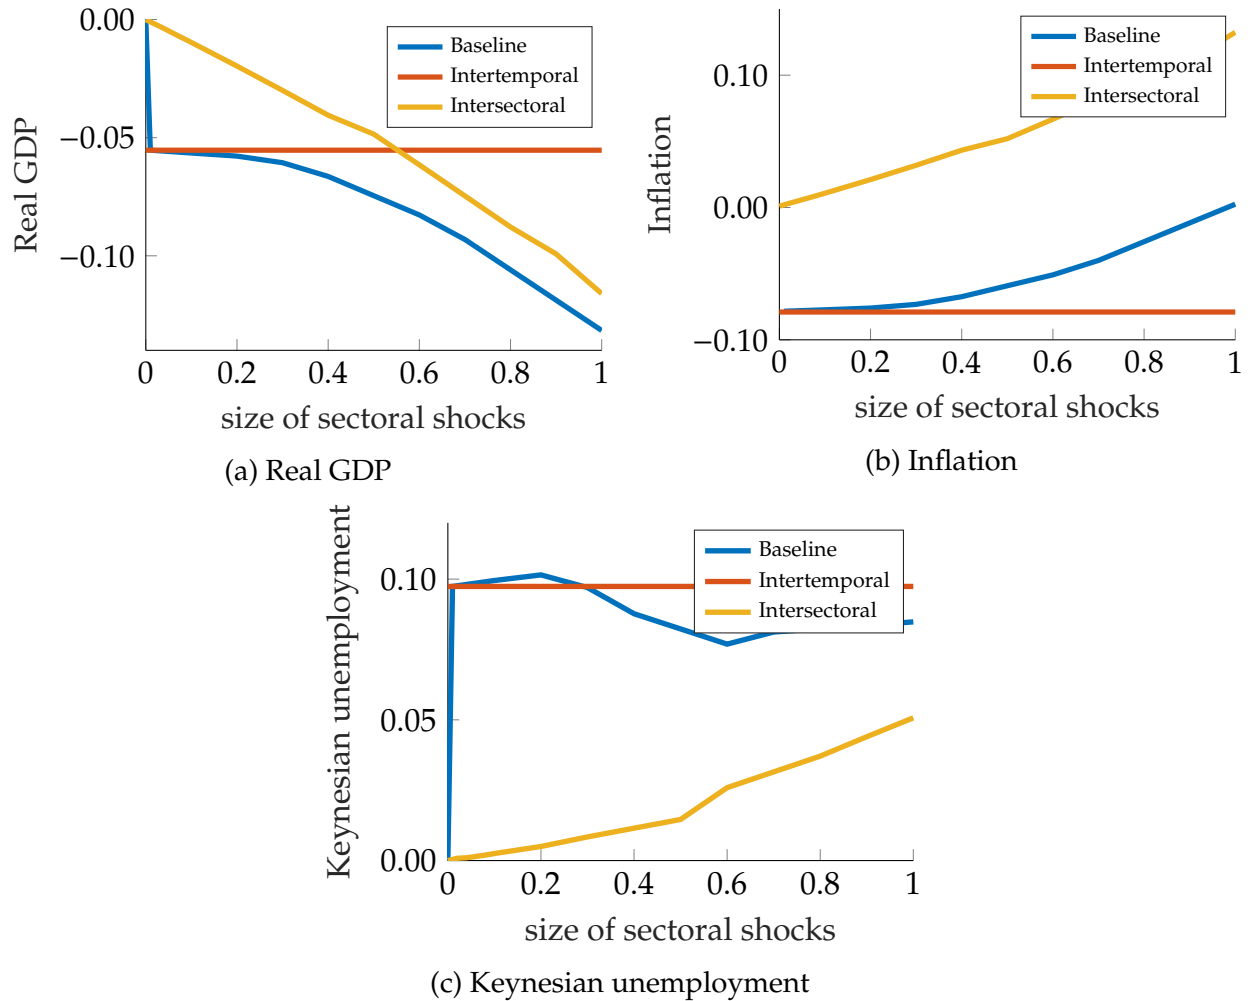 0.00
−0.05
−0.10
Real GDP
Baseline
Intertemporal
Intersectoral
0 0.2 0.4 0.6 0.8 1
size of sectoral shocks
(a) Real GDP
0.10
0.00
−0.10
Inflation
Baseline
Intertemporal
Intersectoral
0 0.2 0.4 0.6 0.8 1
size of sectoral shocks
(b) Inflation
0.10
0.05
0.00
Keynesian unemployment
Baseline
Intertemporal
Intersectoral
0 0.2 0.4 0.6 0.8 1
size of sectoral shocks
(c) Keynesian unemployment